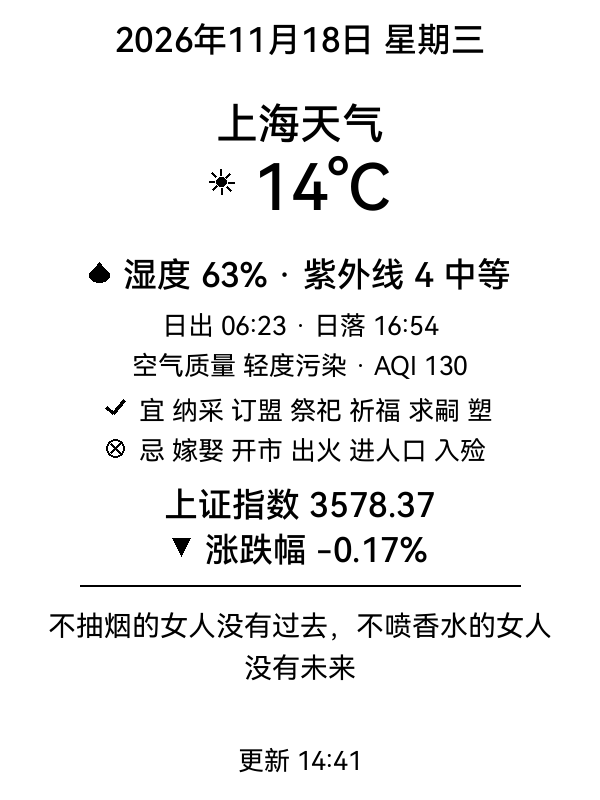 2026年11月18日 星期三
上海天气
14°C
湿度 63% · 紫外线 4 中等
日出 06:23 · 日落 16:54
空气质量 轻度污染 · AQI 130
宜 纳采 订盟 祭祀 祈福 求嗣 塑
忌 嫁娶 开市 出火 进人口 入殓
上证指数 3578.37
涨跌幅 -0.17%
不抽烟的女人没有过去，不喷香水的女人
没有未来
更新 14:41